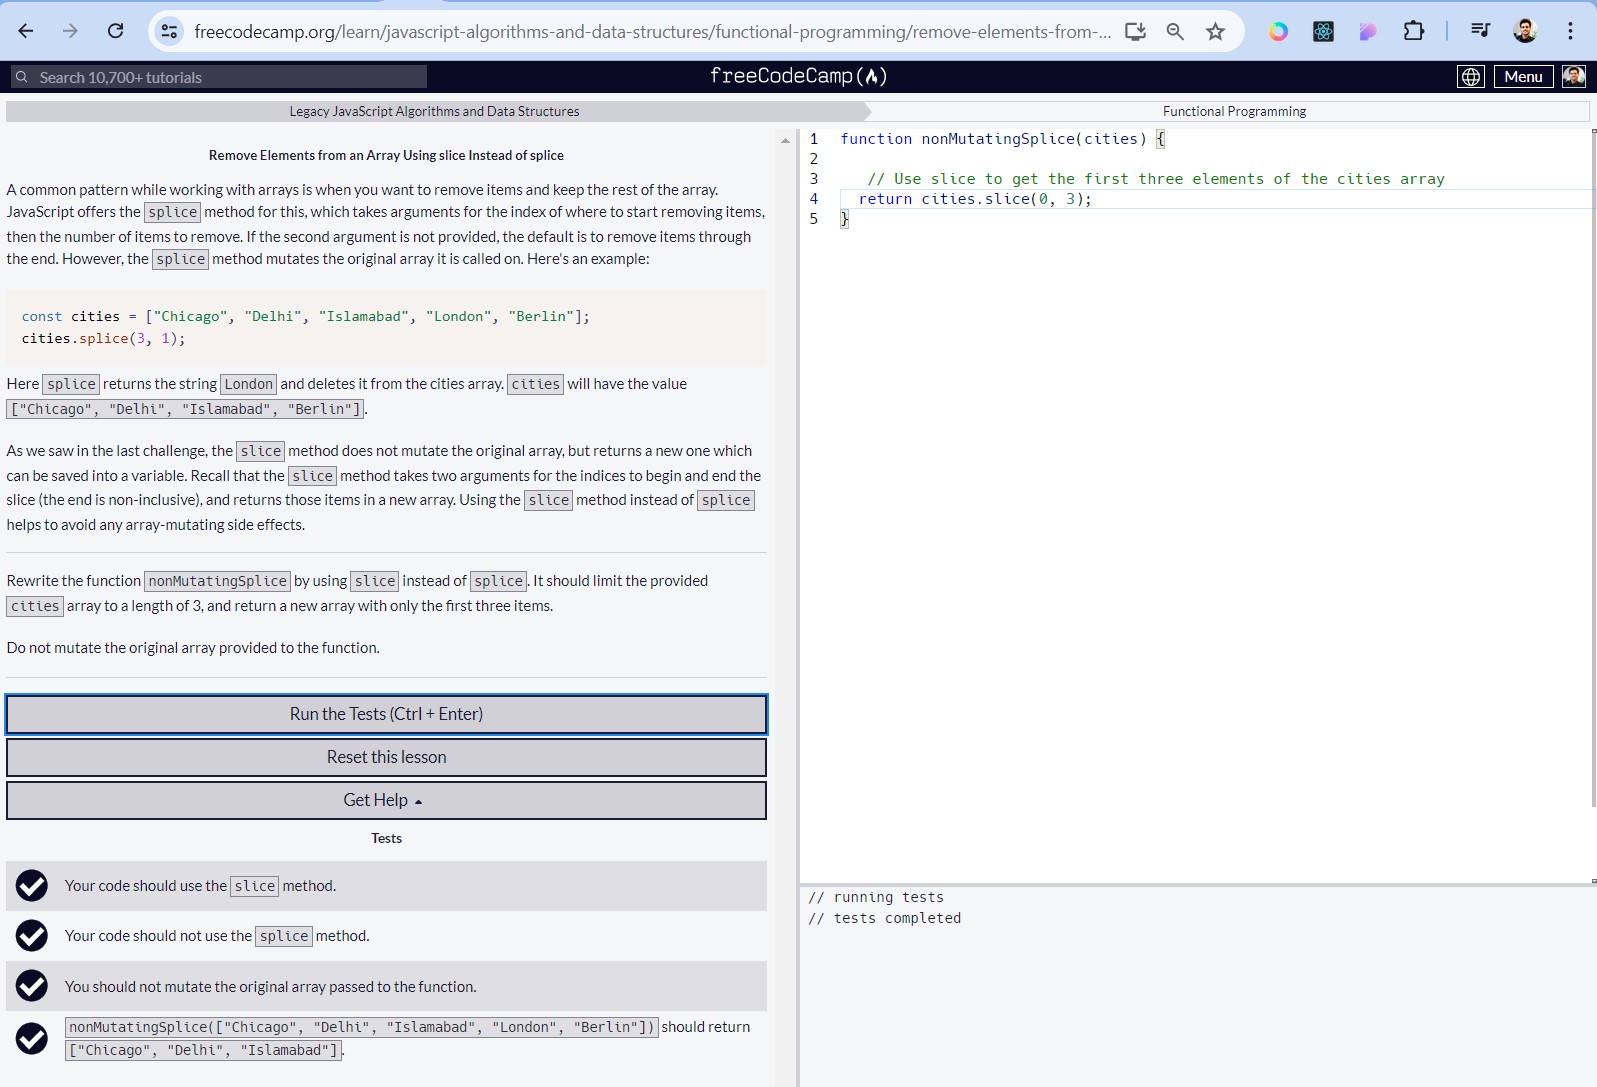 freecodecamp.org/learn/javascript-algorithms-and-data-structures/functional-programming/remove-elements-from-...
Search 10,700+ tutorials
freeCodeCamp
Menu
Legacy JavaScript Algorithms and Data Structures
Functional Programming
Remove Elements from an Array Using slice Instead of splice
A common pattern while working with arrays is when you want to remove items and keep the rest of the array.
JavaScript offers the splice method for this, which takes arguments for the index of where to start removing items,
then the number of items to remove. If the second argument is not provided, the default is to remove items through
the end. However, the splice method mutates the original array it is called on. Here's an example:
const cities = ["Chicago", "Delhi", "Islamabad", "London", "Berlin"];
cities.splice(3, 1);
Here splice returns the string London and deletes it from the cities array. cities will have the value
["Chicago", "Delhi", "Islamabad", "Berlin"].
As we saw in the last challenge, the slice method does not mutate the original array, but returns a new one which
can be saved into a variable. Recall that the slice method takes two arguments for the indices to begin and end the
slice (the end is non-inclusive), and returns those items in a new array. Using the slice method instead of splice
helps to avoid any array-mutating side effects.
Rewrite the function nonMutatingSplice by using slice instead of splice. It should limit the provided
cities array to a length of 3, and return a new array with only the first three items.
Do not mutate the original array provided to the function.
Run the Tests (Ctrl + Enter)
Reset this lesson
Get Help
Tests
Your code should use the slice method.
Your code should not use the splice method.
You should not mutate the original array passed to the function.
nonMutatingSplice(["Chicago", "Delhi", "Islamabad", "London", "Berlin"]) should return
["Chicago", "Delhi", "Islamabad"].
1 function nonMutatingSplice(cities) {
2
3 // Use slice to get the first three elements of the cities array
4 return cities.slice(0, 3);
5 }
// running tests
// tests completed